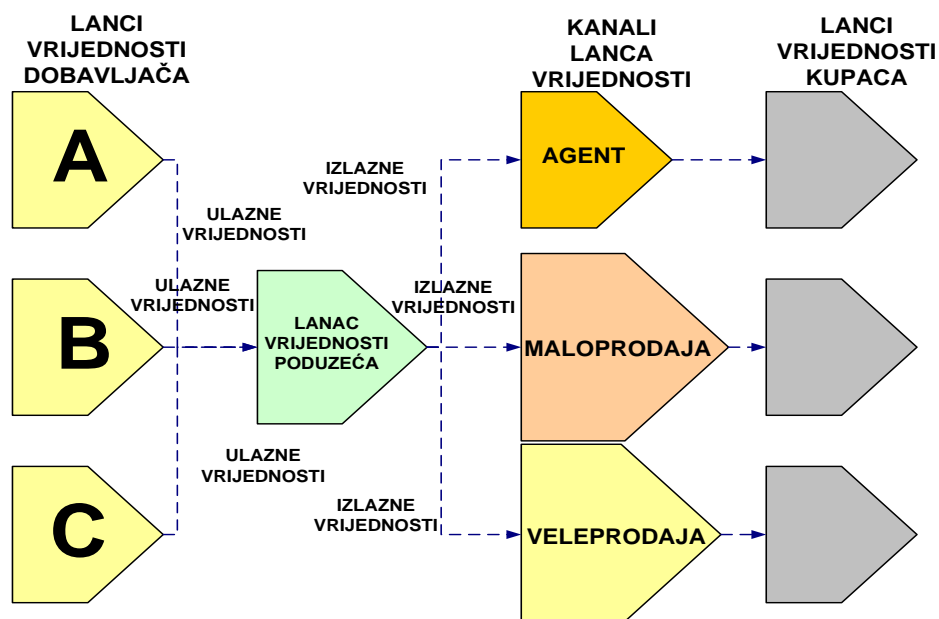 LANCI
VRIJEDNOSTI
DOBAVLJAČA
KANALI
LANCA
VRIJEDNOSTI
LANCI
VRIJEDNOSTI
KUPACA
A
AGENT
IZLAZNE
VRIJEDNOSTI
ULAZNE
VRIJEDNOSTI
B
ULAZNE
VRIJEDNOSTI
LANAC
VRIJEDNOSTI
PODUZEĆA
IZLAZNE
VRIJEDNOSTI
MALOPRODAJA
C
ULAZNE
VRIJEDNOSTI
IZLAZNE
VRIJEDNOSTI
VELEPRODAJA